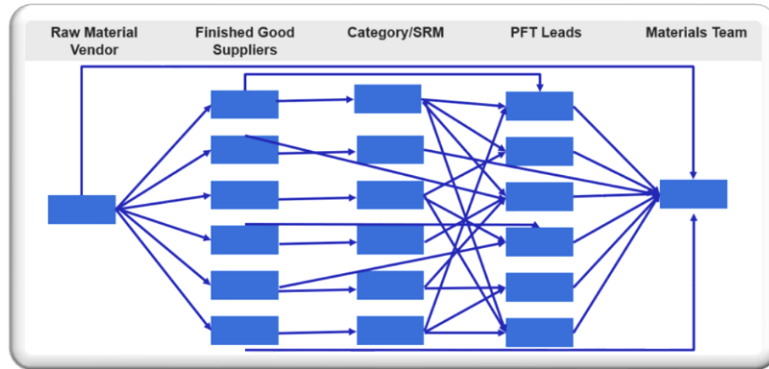 Raw Material
Vendor
Finished Good
Suppliers
Category/SRM
PFT Leads
Materials Team